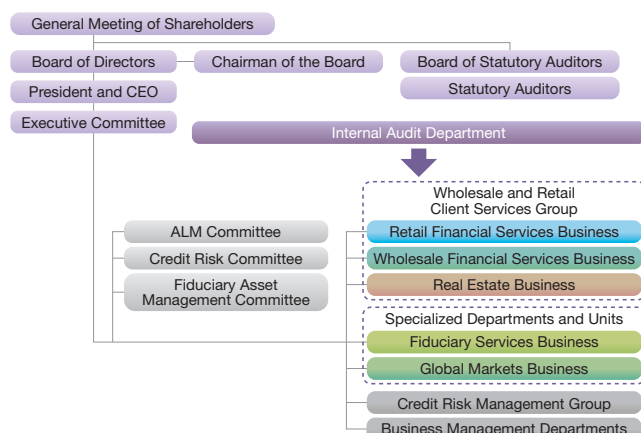 General Meeting of Shareholders
Board of Directors
Chairman of the Board
Board of Statutory Auditors
President and CEO
Statutory Auditors
Executive Committee
Internal Audit Department
Wholesale and Retail
Client Services Group
ALM Committee
Retail Financial Services Business
Credit Risk Committee
Wholesale Financial Services Business
Fiduciary Asset
Management Committee
Real Estate Business
Specialized Departments and Units
Fiduciary Services Business
Global Markets Business
Credit Risk Management Group
Business Management Departments